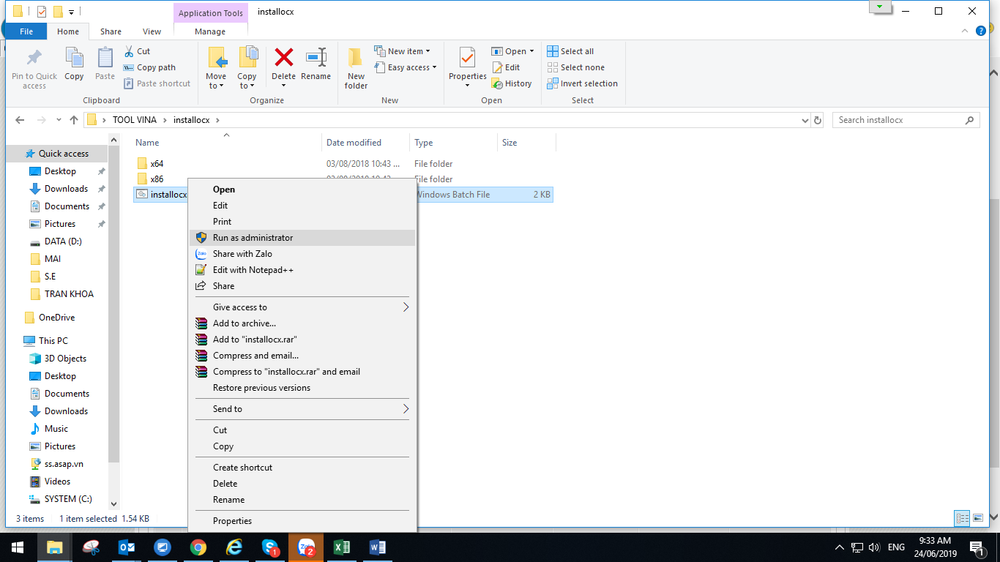 Application Tools
installocx
File
Home
Share
View
Manage
Pin to Quick access
Copy
Paste
Cut
Copy path
Paste shortcut
Clipboard
Move to
Copy to
Delete
Rename
Organize
New folder
New item
Easy access
New
Properties
Open
Edit
History
Open
Select all
Select none
Invert selection
Select
TOOL VINA
installocx
Search installocx
Name
Date modified
Type
Size
x64
03/08/2018 10:43 ...
File folder
x86
File folder
installocx
Windows Batch File
2 KB
Quick access
Desktop
Downloads
Documents
Pictures
DATA (D:)
MAI
S.E
TRAN KHOA
OneDrive
This PC
3D Objects
Desktop
Documents
Downloads
Music
Pictures
ss.asap.vn
Videos
SYSTEM (C:)
Open
Edit
Print
Run as administrator
Zalo
Share with Zalo
Edit with Notepad++
Share
Give access to
Add to archive...
Add to "installocx.rar"
Compress and email...
Compress to "installocx.rar" and email
Restore previous versions
Send to
Cut
Copy
Create shortcut
Delete
Rename
Properties
3 items
1 item selected 1.54 KB
1
2
ENG
9:33 AM
24/06/2019
1